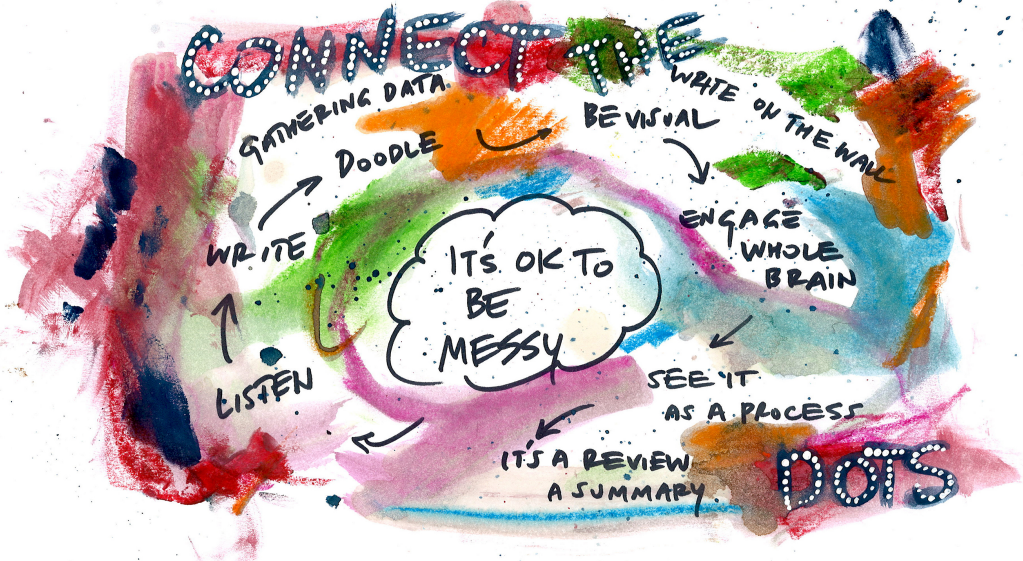 CONNECT THE
GATHERING DATA.
DOODLE
BE VISUAL
WRITE ON THE WALL
WRITE
ENGAGE
WHOLE
BRAIN
IT'S OK TO
BE
MESSY
LISTEN
SEE IT
AS A PROCESS
IT'S A REVIEW
A SUMMARY.
DOTS